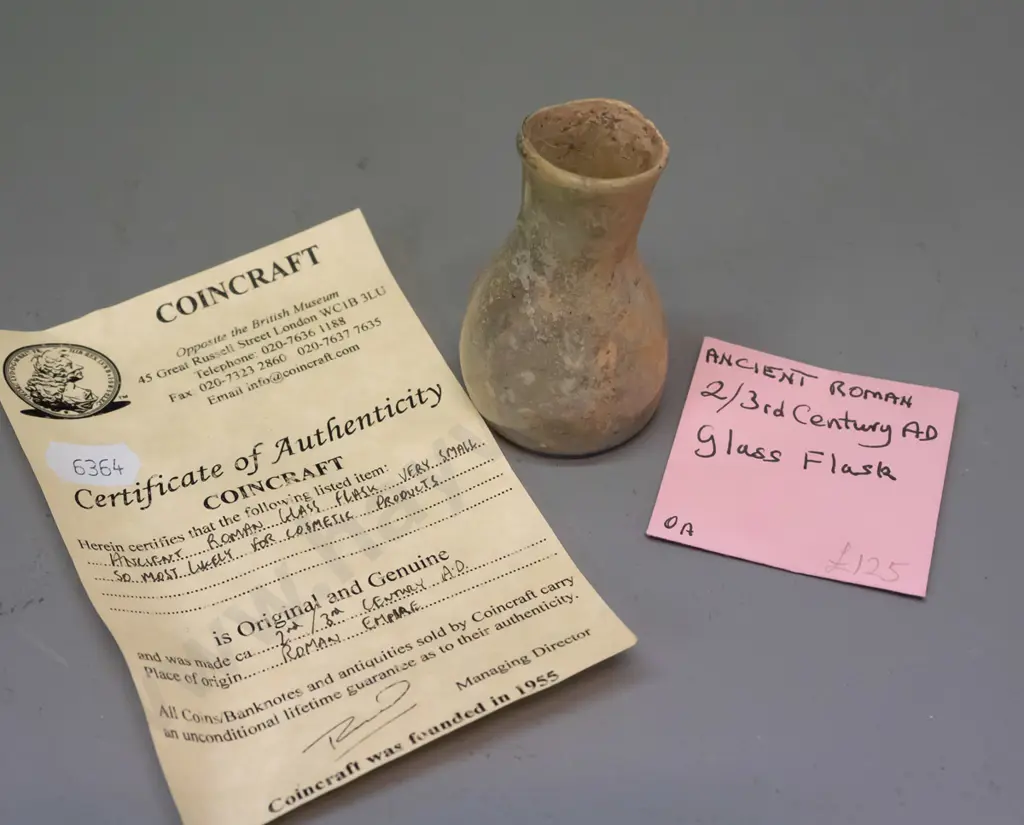 COINCRAFT
Opposite the British Museum
45 Great Russell Street London WC1B 3LU
Telephone: 020-7636 1188
Fax 020-7323 2860 020-7637 7635
Email info@coincraft.com
6364
Certificate of Authenticity
COINCRAFT
Herein certifies that the following listed item:
ANCIENT ROMAN GLASS FLASK VERY SMALL
SO MOST LIKELY FOR COSMETIC PRODUCTS
is Original and Genuine
and was made ca 2nd/3rd CENTURY A.D.
Place of origin ROMAN EMPIRE
All Coins/Banknotes and antiquities sold by Coincraft carry
an unconditional lifetime guarantee as to their authenticity.
Managing Director
Coincraft was founded in 1955
ANCIENT ROMAN
2/3rd Century AD
Glass Flask
OA
£125